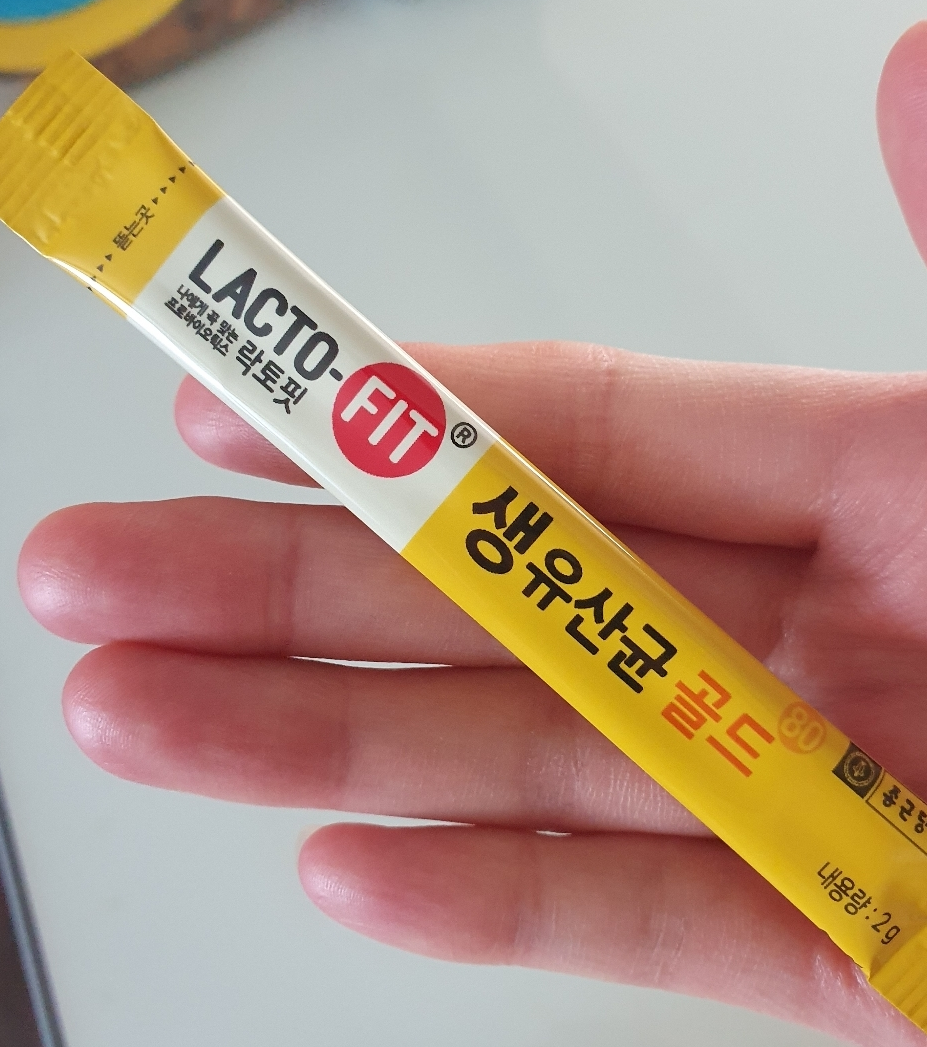 뜯는곳
LACTO-FIT®
나에게 꼭 맞는
프로바이오틱스
락토핏
생유산균 골드 80
종근당
내용량:2g